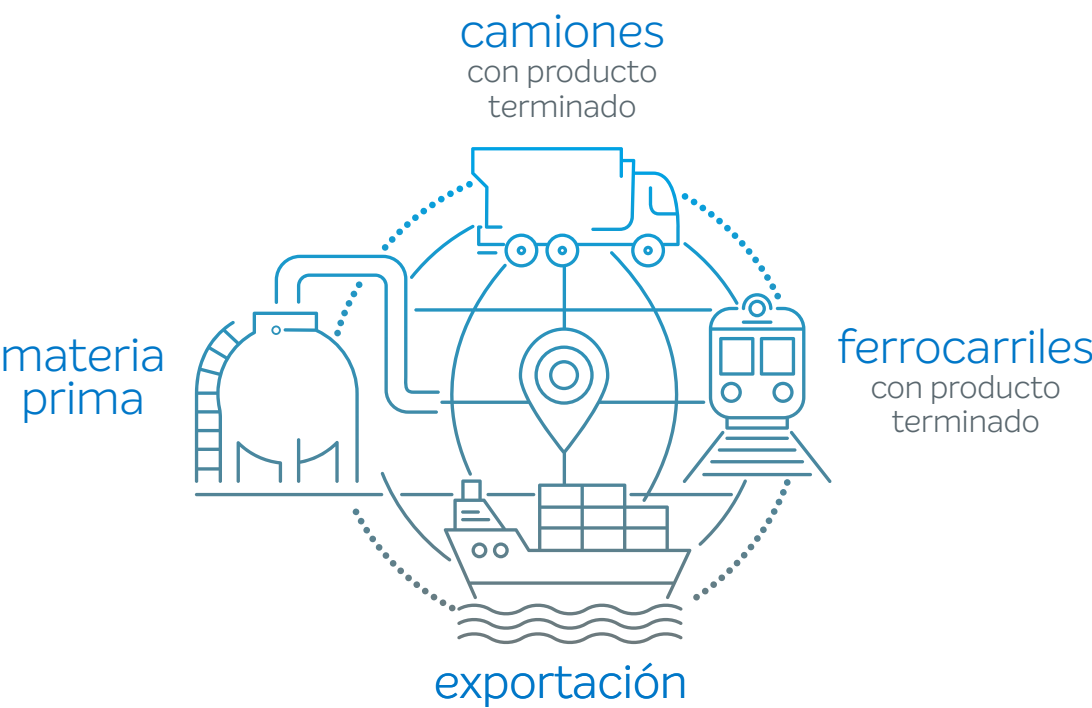 camiones
con producto
terminado
materia
prima
ferrocarriles
con producto
terminado
exportación